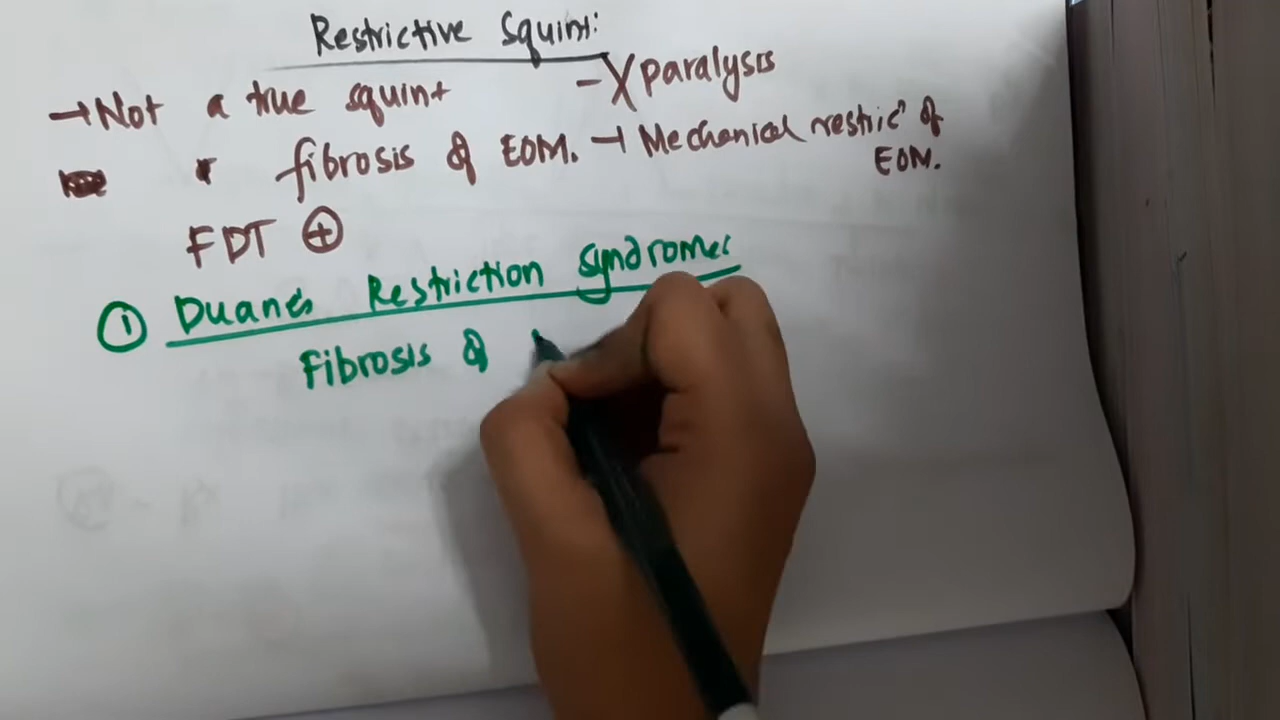 Restrictive Squint:
→ Not a true squint - X paralysis
fibrosis of EOM. → Mechanical restricⁿ of EOM.
FDT ⊕
① Duane's Restriction syndrome:
Fibrosis of